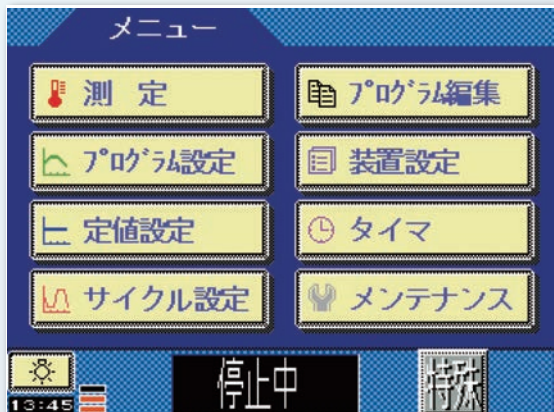 メニュー
測 定
ﾌﾟﾛｸﾞﾗﾑ編集
ﾌﾟﾛｸﾞﾗﾑ設定
装置設定
定値設定
タイマ
サイクル設定
メンテナンス
停止中
特殊
13:45